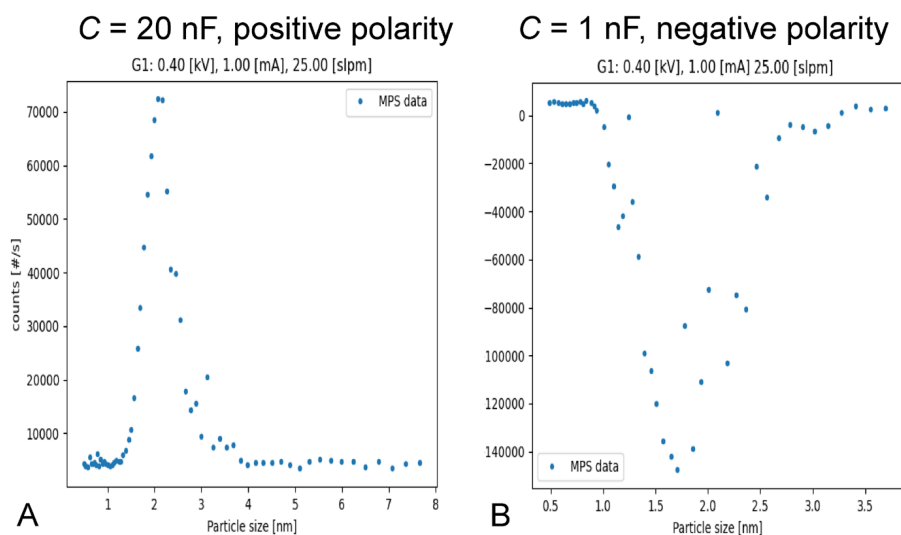 C = 20 nF, positive polarity
G1: 0.40 [kV], 1.00 [mA], 25.00 [slpm]
MPS data
70000
60000
50000
40000
30000
20000
10000
counts [#/s]
1 2 3 4 5 6 7 8
Particle size [nm]
A
C = 1 nF, negative polarity
G1: 0.40 [kV], 1.00 [mA] 25.00 [slpm]
0
−20000
−40000
−60000
−80000
100000
120000
140000
MPS data
0.5 1.0 1.5 2.0 2.5 3.0 3.5
Particle size [nm]
B